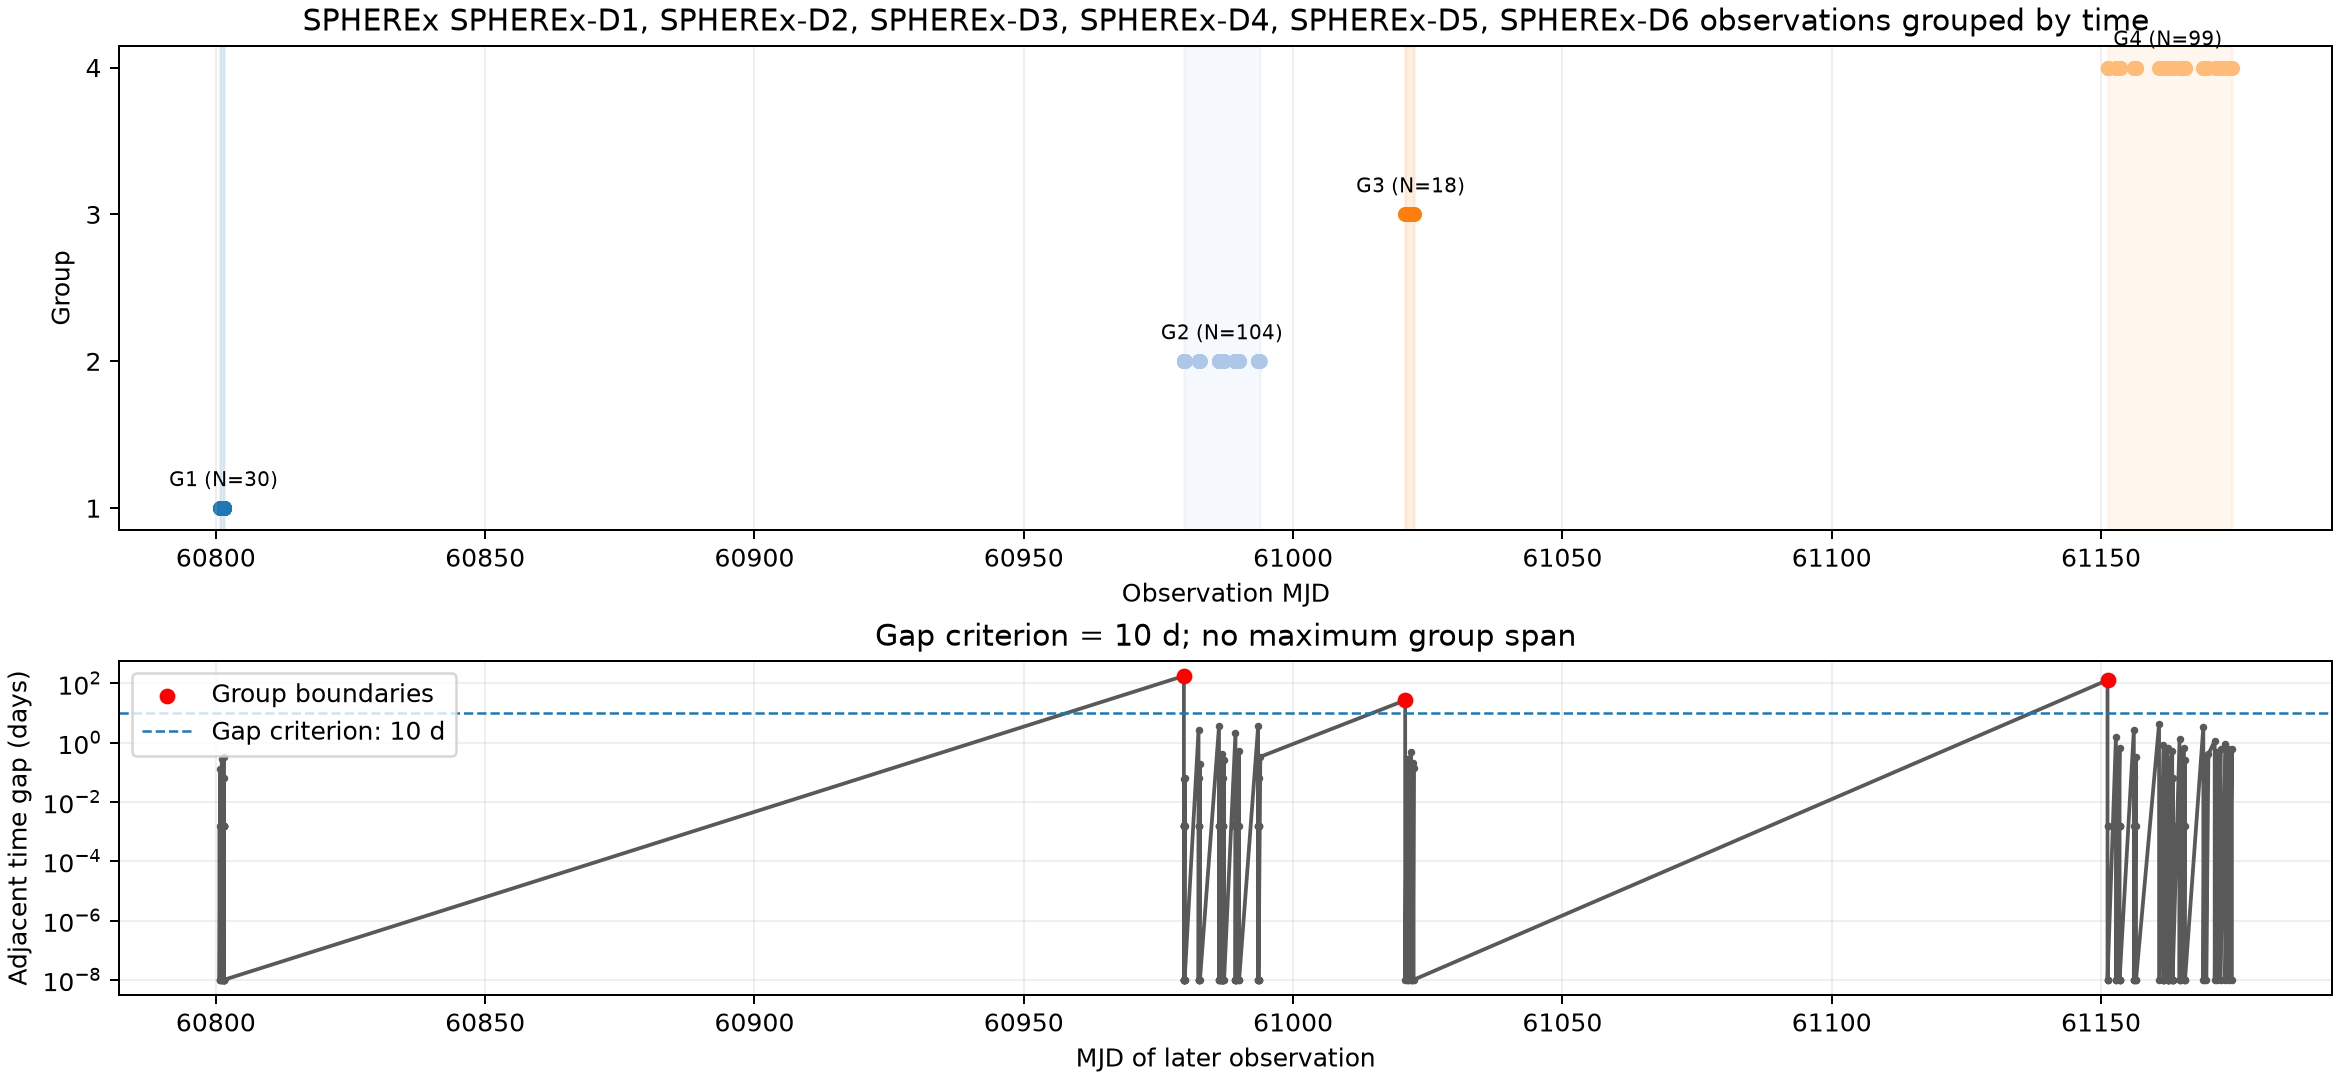 SPHEREx SPHEREx-D1, SPHEREx-D2, SPHEREx-D3, SPHEREx-D4, SPHEREx-D5, SPHEREx-D6 observations grouped by time
G4 (N=99)
4
G3 (N=18)
3
Group
G2 (N=104)
2
G1 (N=30)
1
60800 60850 60900 60950 61000 61050 61100 61150
Observation MJD
Gap criterion = 10 d; no maximum group span
Adjacent time gap (days)
10²
10⁰
10⁻²
10⁻⁴
10⁻⁶
10⁻⁸
Group boundaries
Gap criterion: 10 d
60800 60850 60900 60950 61000 61050 61100 61150
MJD of later observation